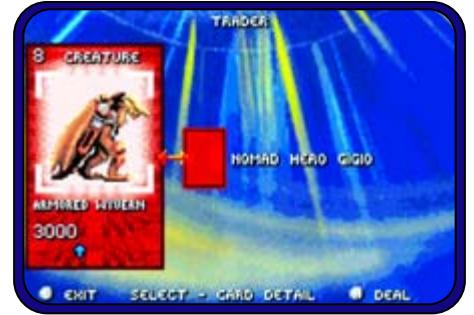 TRADER
8 CREATURE
NOMAD HERO GIGIO
ARMORED WYVERN
3000
EXIT SELECT - CARD DETAIL DEAL